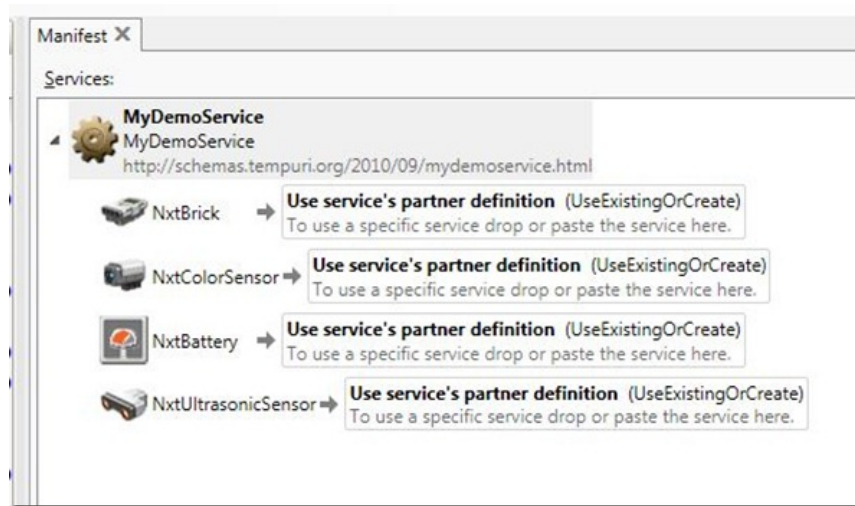 Manifest X
Services:
MyDemoService
MyDemoService
http://schemas.tempuri.org/2010/09/mydemoservice.html
NxtBrick
Use service's partner definition (UseExistingOrCreate)
To use a specific service drop or paste the service here.
NxtColorSensor
Use service's partner definition (UseExistingOrCreate)
To use a specific service drop or paste the service here.
NxtBattery
Use service's partner definition (UseExistingOrCreate)
To use a specific service drop or paste the service here.
NxtUltrasonicSensor
Use service's partner definition (UseExistingOrCreate)
To use a specific service drop or paste the service here.